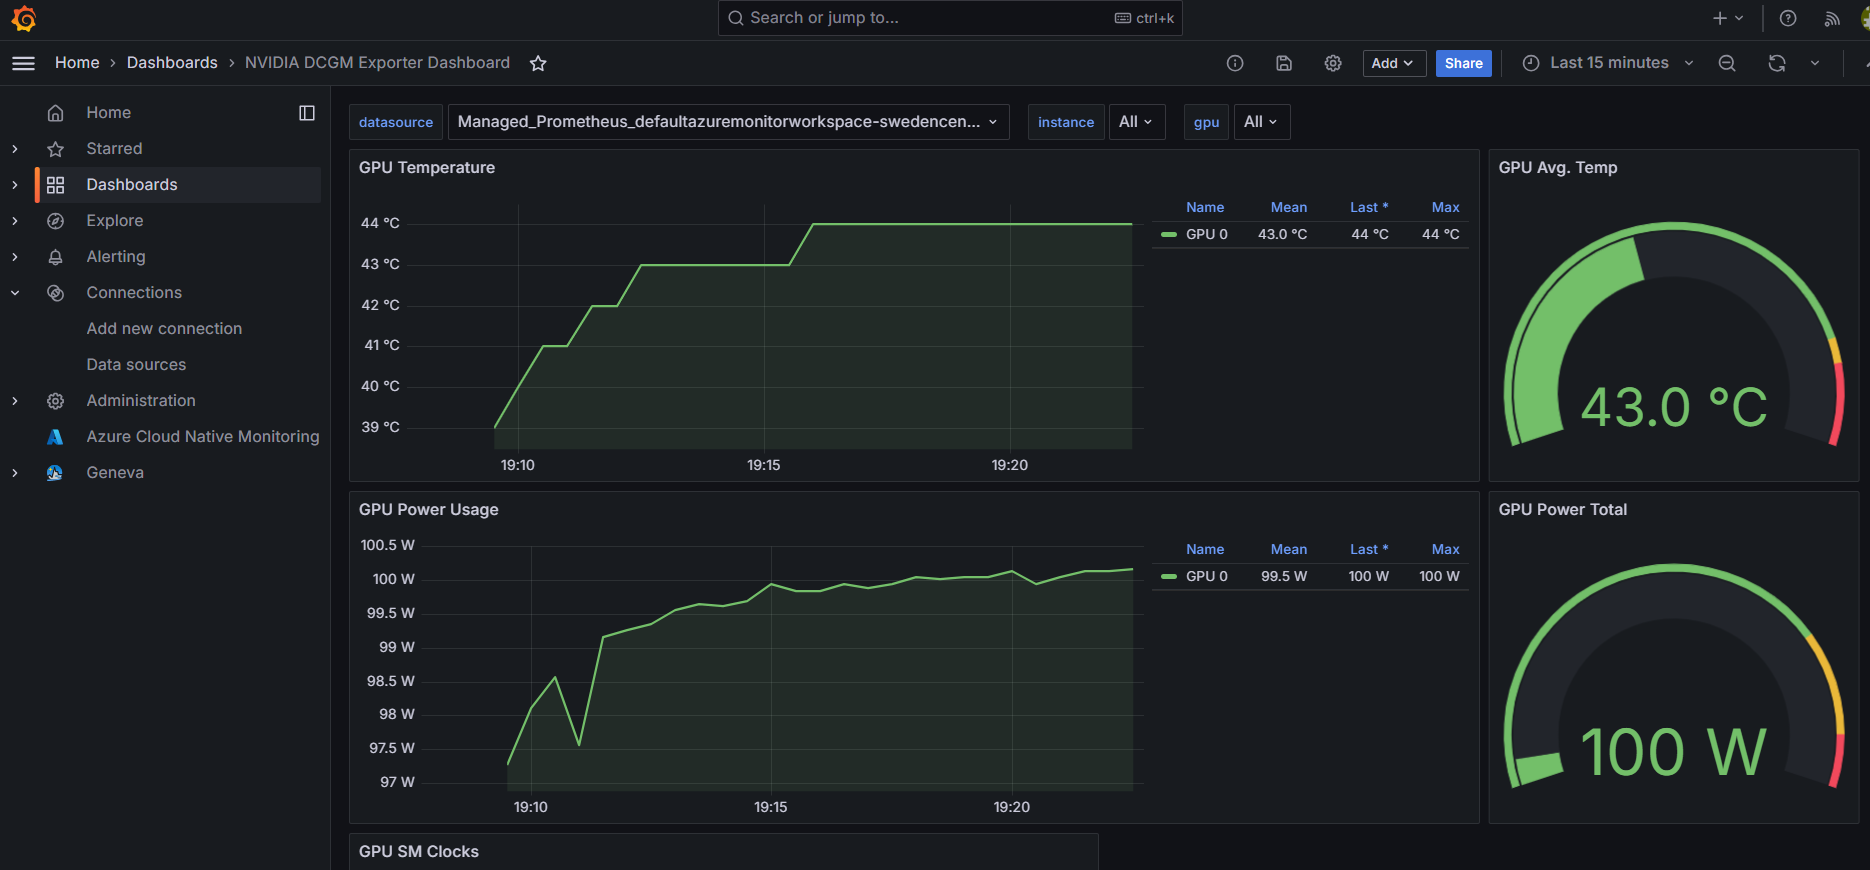 Search or jump to...
ctrl+k
Home
Dashboards
NVIDIA DCGM Exporter Dashboard
Add
Share
Last 15 minutes
Home
Starred
Dashboards
Explore
Alerting
Connections
Add new connection
Data sources
Administration
Azure Cloud Native Monitoring
Geneva
datasource
Managed_Prometheus_defaultazuremonitorworkspace-swedencen...
instance
All
gpu
All
GPU Temperature
44 °C
43 °C
42 °C
41 °C
40 °C
39 °C
19:10
19:15
19:20
Name Mean Last * Max
GPU 0 43.0 °C 44 °C 44 °C
GPU Avg. Temp
43.0 °C
GPU Power Usage
100.5 W
100 W
99.5 W
99 W
98.5 W
98 W
97.5 W
97 W
19:10
19:15
19:20
Name Mean Last * Max
GPU 0 99.5 W 100 W 100 W
GPU Power Total
100 W
GPU SM Clocks